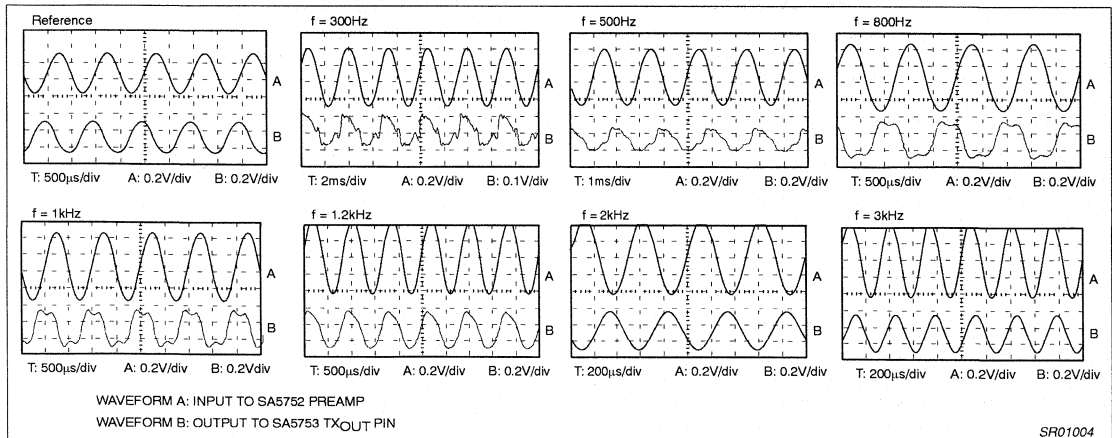 Reference
f = 300Hz
f = 500Hz
f = 800Hz
A
B
A
B
A
B
A
B
T: 500µs/div A: 0.2V/div B: 0.2V/div
T: 2ms/div A: 0.2V/div B: 0.1V/div
T: 1ms/div A: 0.2V/div B: 0.2V/div
T: 500µs/div A: 0.2V/div B: 0.2V/div
f = 1kHz
f = 1.2kHz
f = 2kHz
f = 3kHz
A
B
A
B
A
B
A
B
T: 500µs/div A: 0.2V/div B: 0.2Vdiv
T: 500µs/div A: 0.2V/div B: 0.2V/div
T: 200µs/div A: 0.2V/div B: 0.2V/div
T: 200µs/div A: 0.2V/div B: 0.2V/div
WAVEFORM A: INPUT TO SA5752 PREAMP
WAVEFORM B: OUTPUT TO SA5753 TXOUT PIN
SR01004